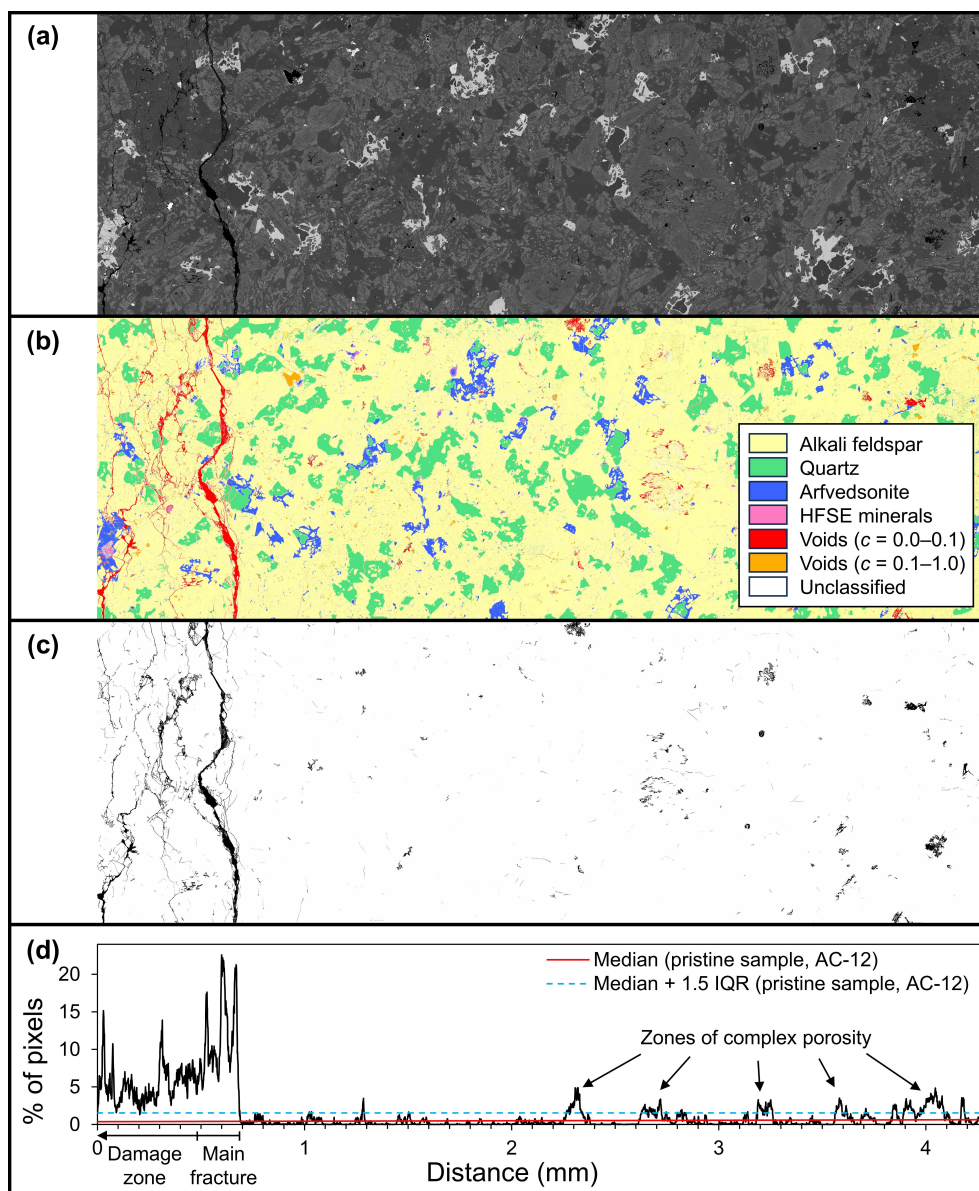 (a)
(b)
Alkali feldspar
Quartz
Arfvedsonite
HFSE minerals
Voids (c = 0.0–0.1)
Voids (c = 0.1–1.0)
Unclassified
(c)
(d)
Median (pristine sample, AC-12)
Median + 1.5 IQR (pristine sample, AC-12)
Zones of complex porosity
% of pixels
20
15
10
5
0
0 1 2 3 4
Damage zone
Main fracture
Distance (mm)